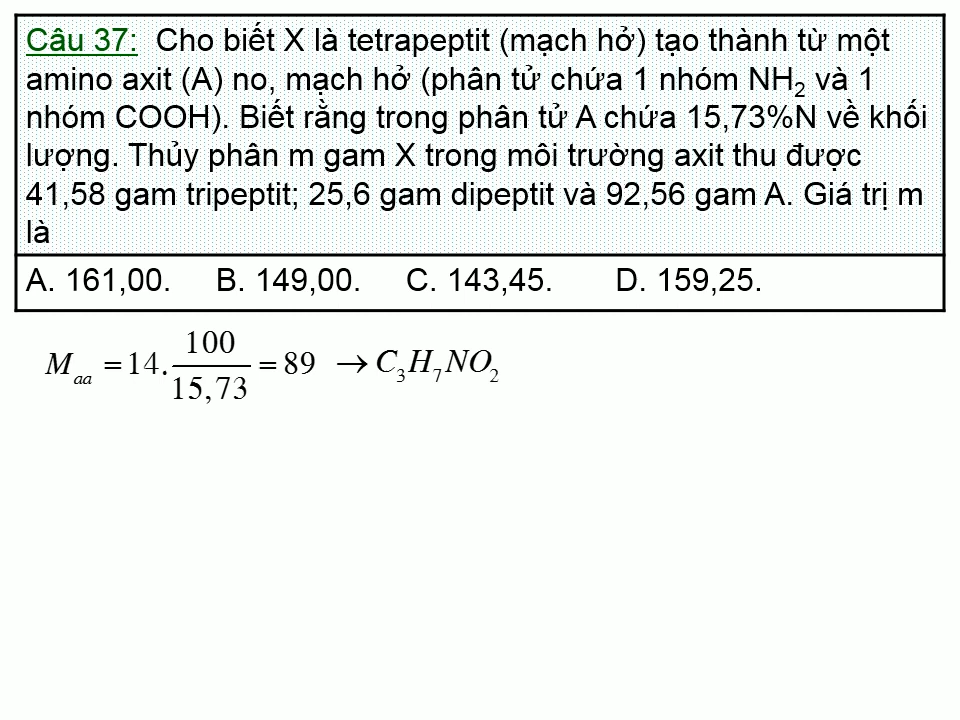 Câu 37: Cho biết X là tetrapeptit (mạch hở) tạo thành từ một
amino axit (A) no, mạch hở (phân tử chứa 1 nhóm NH₂ và 1
nhóm COOH). Biết rằng trong phân tử A chứa 15,73%N về khối
lượng. Thủy phân m gam X trong môi trường axit thu được
41,58 gam tripeptit; 25,6 gam dipeptit và 92,56 gam A. Giá trị m
là
A. 161,00. B. 149,00. C. 143,45. D. 159,25.
M_aa = 14 . 100/15,73 = 89 → C₃H₇NO₂